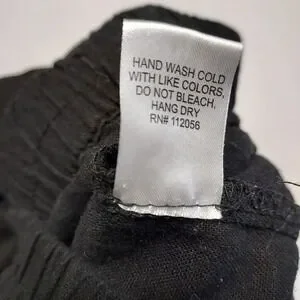 HAND WASH COLD
WITH LIKE COLORS,
DO NOT BLEACH,
HANG DRY
RN# 112056